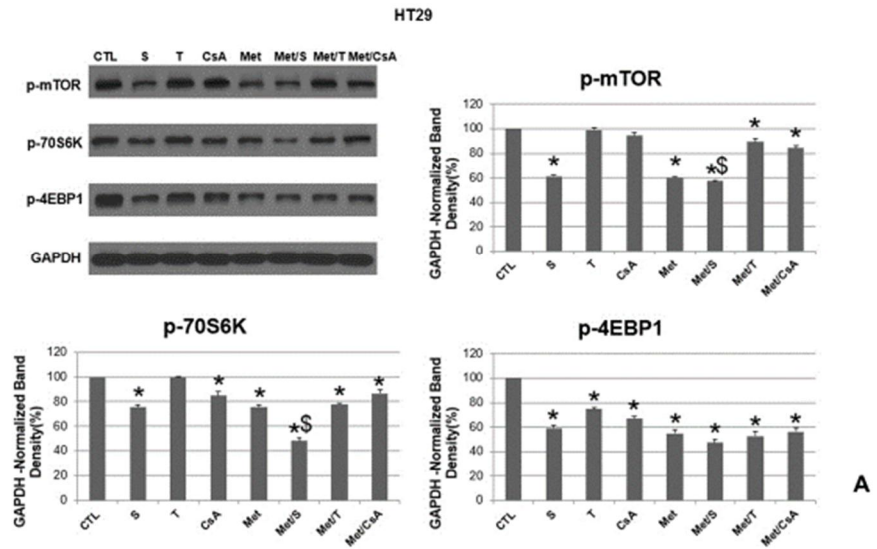 HT29
CTL S T CsA Met Met/S Met/T Met/CsA
p-mTOR
p-70S6K
p-4EBP1
GAPDH
p-mTOR
GAPDH -Normalized Band
Density(%)
120
100
80
60
40
20
0
* * *$ * *
CTL S T CsA Met Met/S Met/T Met/CsA
p-70S6K
GAPDH -Normalized Band
Density(%)
120
100
80
60
40
20
0
* * * *$ * *
CTL S T CsA Met Met/S Met/T Met/CsA
p-4EBP1
GAPDH -Normalized Band
Density(%)
120
100
80
60
40
20
0
* * * * * * *
CTL S T CsA Met Met/S Met/T Met/CsA
A